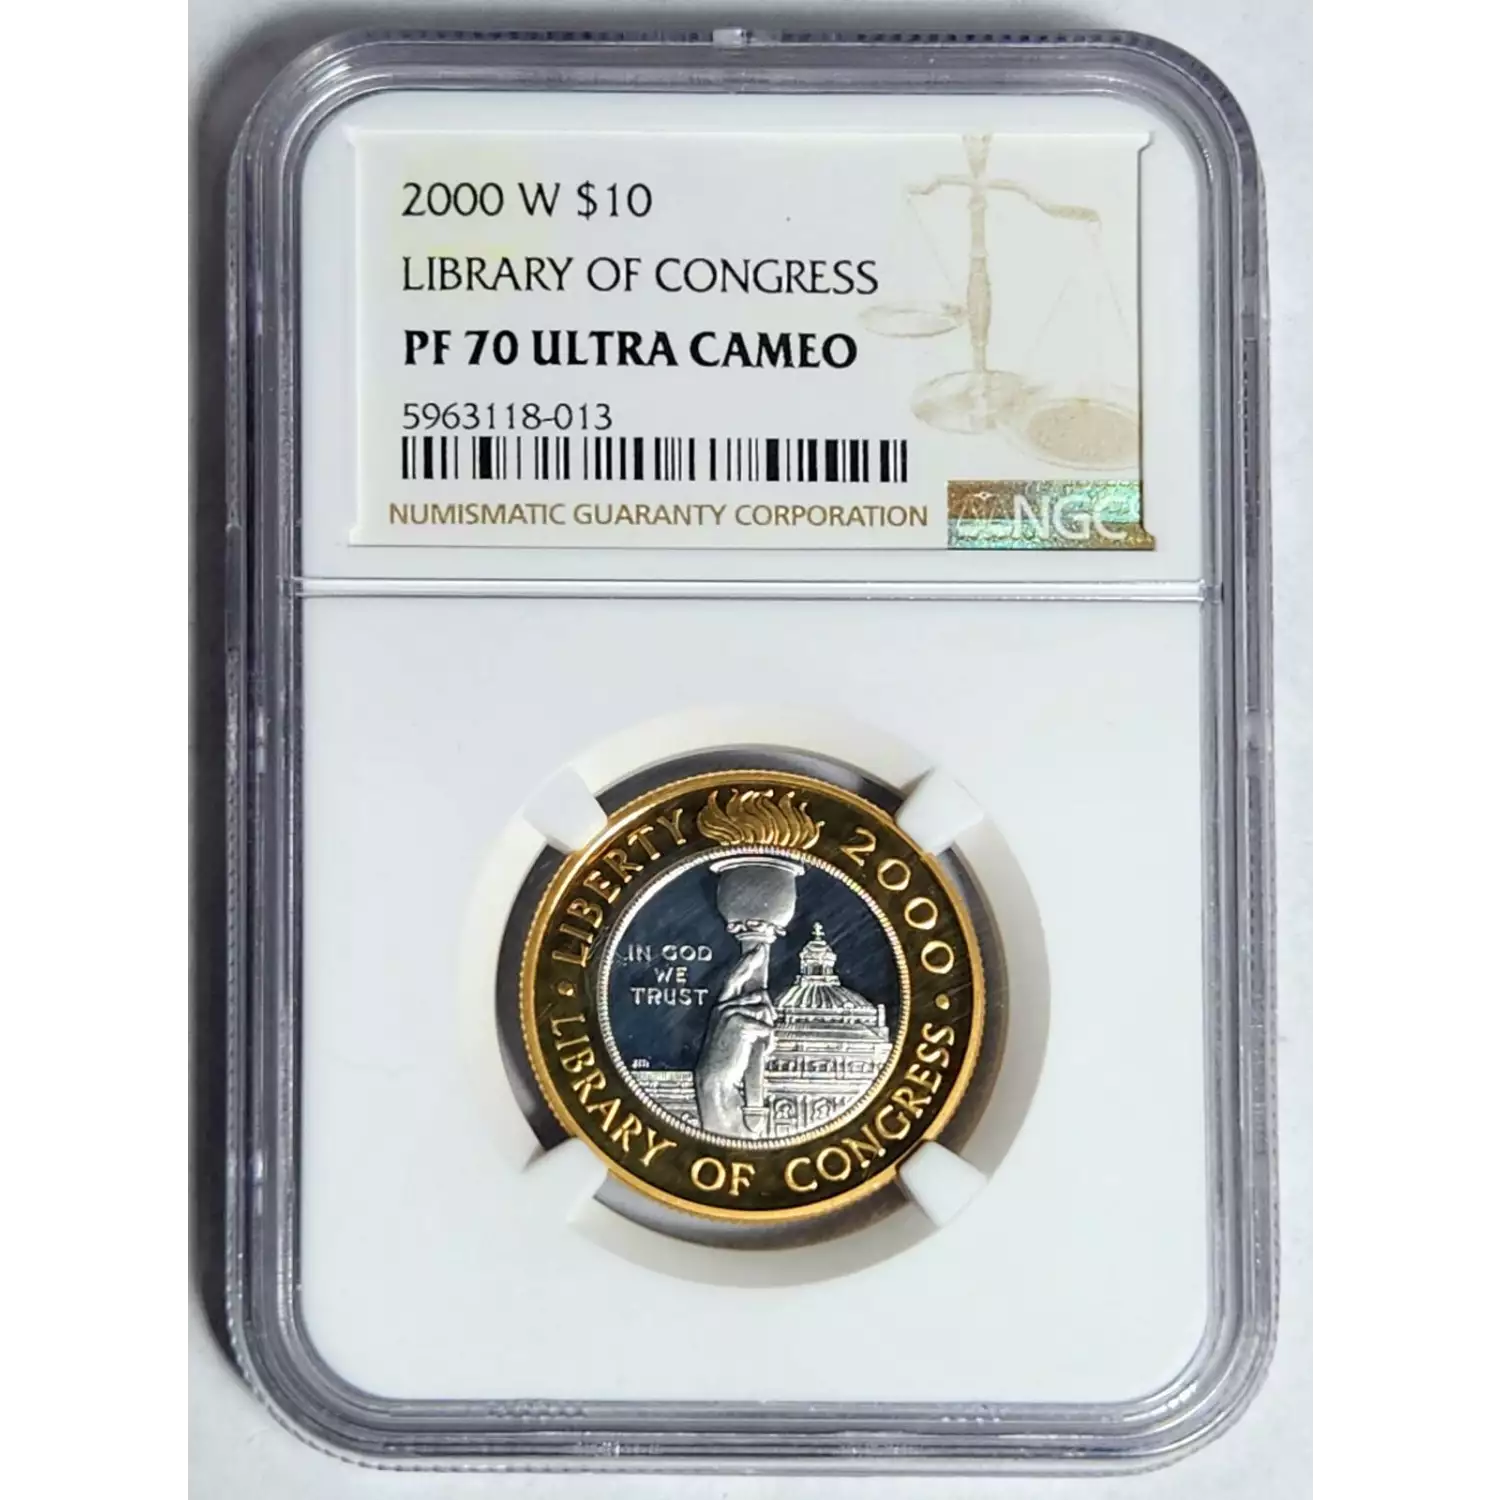 2000 W $10
LIBRARY OF CONGRESS
PF 70 ULTRA CAMEO
5963118-013
NUMISMATIC GUARANTY CORPORATION
NGC
LIBERTY 2000
IN GOD
WE
TRUST
LIBRARY OF CONGRESS